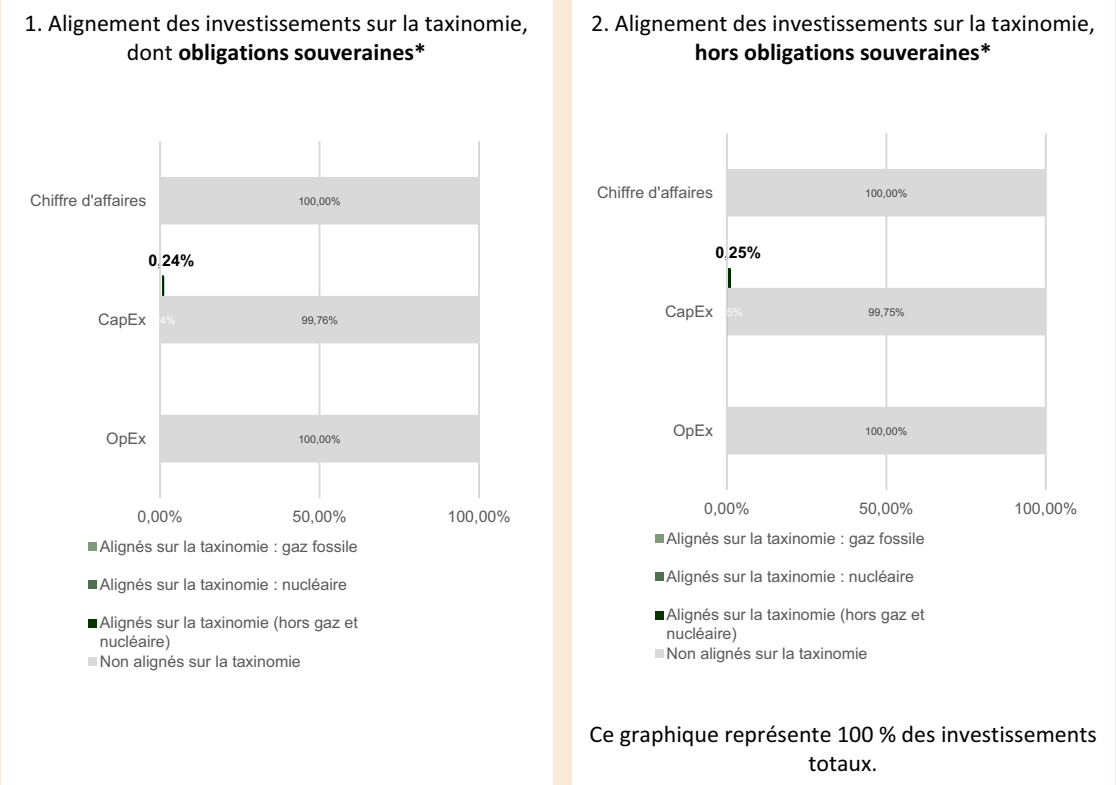 1. Alignement des investissements sur la taxinomie,
dont obligations souveraines*
Chiffre d'affaires
100,00%
0,24%
CapEx
4%
99,76%
OpEx
100,00%
0,00%
50,00%
100,00%
Alignés sur la taxinomie : gaz fossile
Alignés sur la taxinomie : nucléaire
Alignés sur la taxinomie (hors gaz et
nucléaire)
Non alignés sur la taxinomie
2. Alignement des investissements sur la taxinomie,
hors obligations souveraines*
Chiffre d'affaires
100,00%
0,25%
CapEx
5%
99,75%
OpEx
100,00%
0,00%
50,00%
100,00%
Alignés sur la taxinomie : gaz fossile
Alignés sur la taxinomie : nucléaire
Alignés sur la taxinomie (hors gaz et
nucléaire)
Non alignés sur la taxinomie
Ce graphique représente 100 % des investissements
totaux.